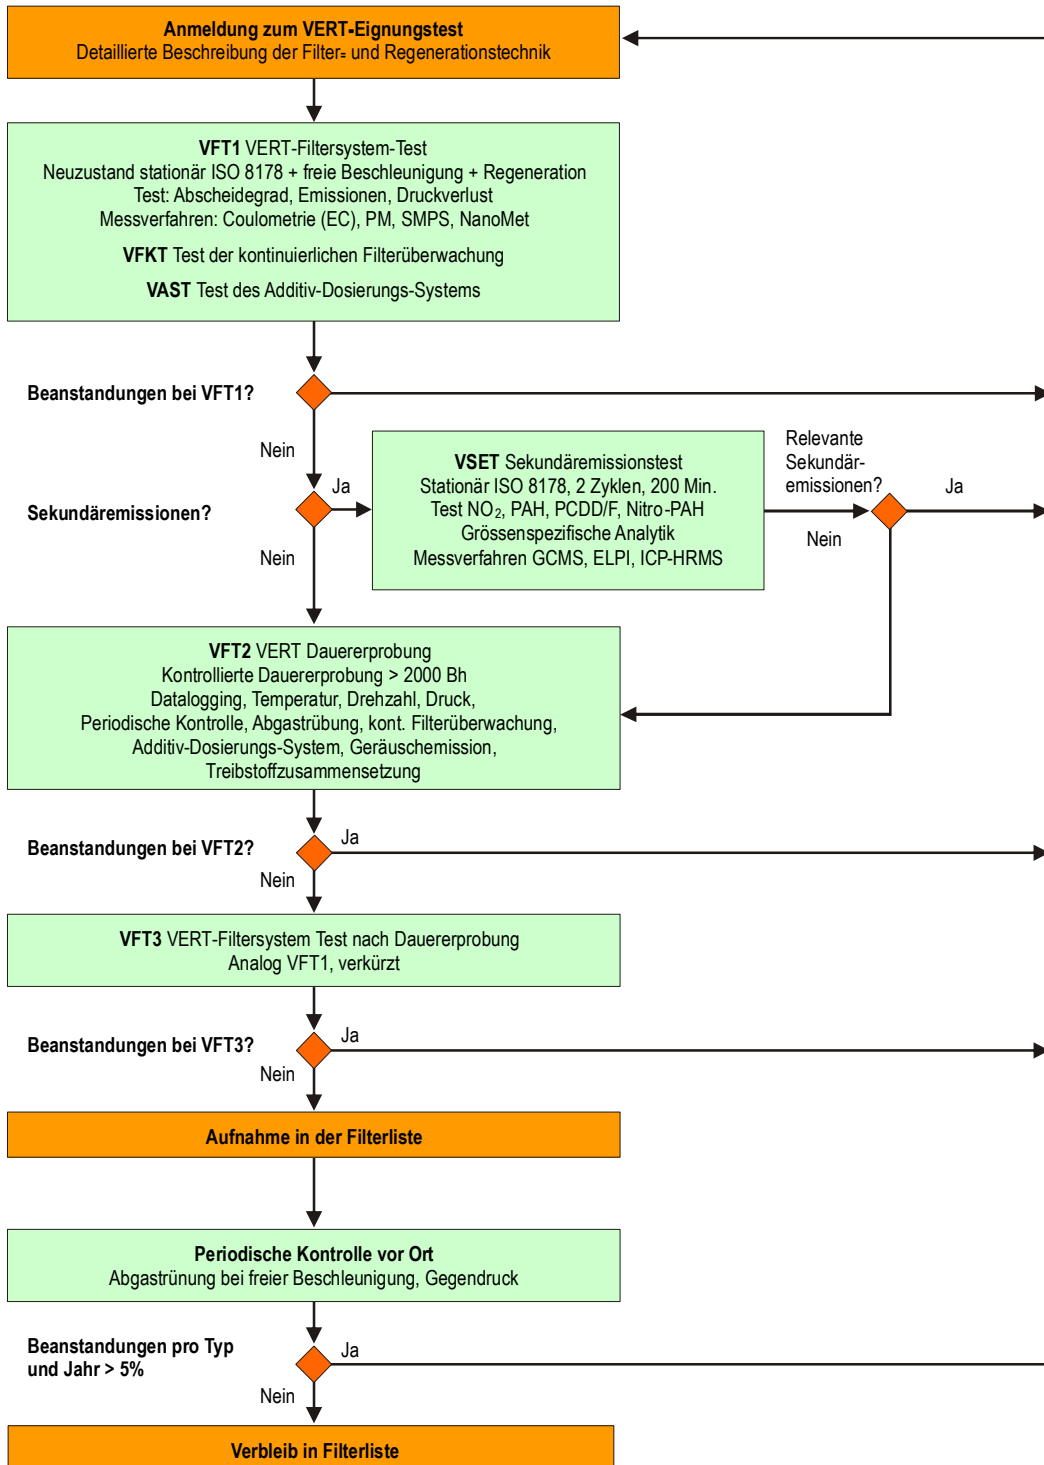 Anmeldung zum VERT-Eignungstest
Detaillierte Beschreibung der Filter- und Regenerationstechnik
VFT1 VERT-Filtersystem-Test
Neuzustand stationär ISO 8178 + freie Beschleunigung + Regeneration
Test: Abscheidegrad, Emissionen, Druckverlust
Messverfahren: Coulometrie (EC), PM, SMPS, NanoMet
VFKT Test der kontinuierlichen Filterüberwachung
VAST Test des Additiv-Dosierungs-Systems
Beanstandungen bei VFT1?
Nein
Sekundäremissionen?
Ja
Nein
VSET Sekundäremissionstest
Stationär ISO 8178, 2 Zyklen, 200 Min.
Test NO₂, PAH, PCDD/F, Nitro-PAH
Grössenspezifische Analytik
Messverfahren GCMS, ELPI, ICP-HRMS
Relevante
Sekundär-
emissionen?
Ja
Nein
VFT2 VERT Dauererprobung
Kontrollierte Dauererprobung > 2000 Bh
Datalogging, Temperatur, Drehzahl, Druck,
Periodische Kontrolle, Abgastrübung, kont. Filterüberwachung,
Additiv-Dosierungs-System, Geräuschemission,
Treibstoffzusammensetzung
Beanstandungen bei VFT2?
Ja
Nein
VFT3 VERT-Filtersystem Test nach Dauererprobung
Analog VFT1, verkürzt
Beanstandungen bei VFT3?
Ja
Nein
Aufnahme in der Filterliste
Periodische Kontrolle vor Ort
Abgastrünung bei freier Beschleunigung, Gegendruck
Beanstandungen pro Typ
und Jahr > 5%
Ja
Nein
Verbleib in Filterliste